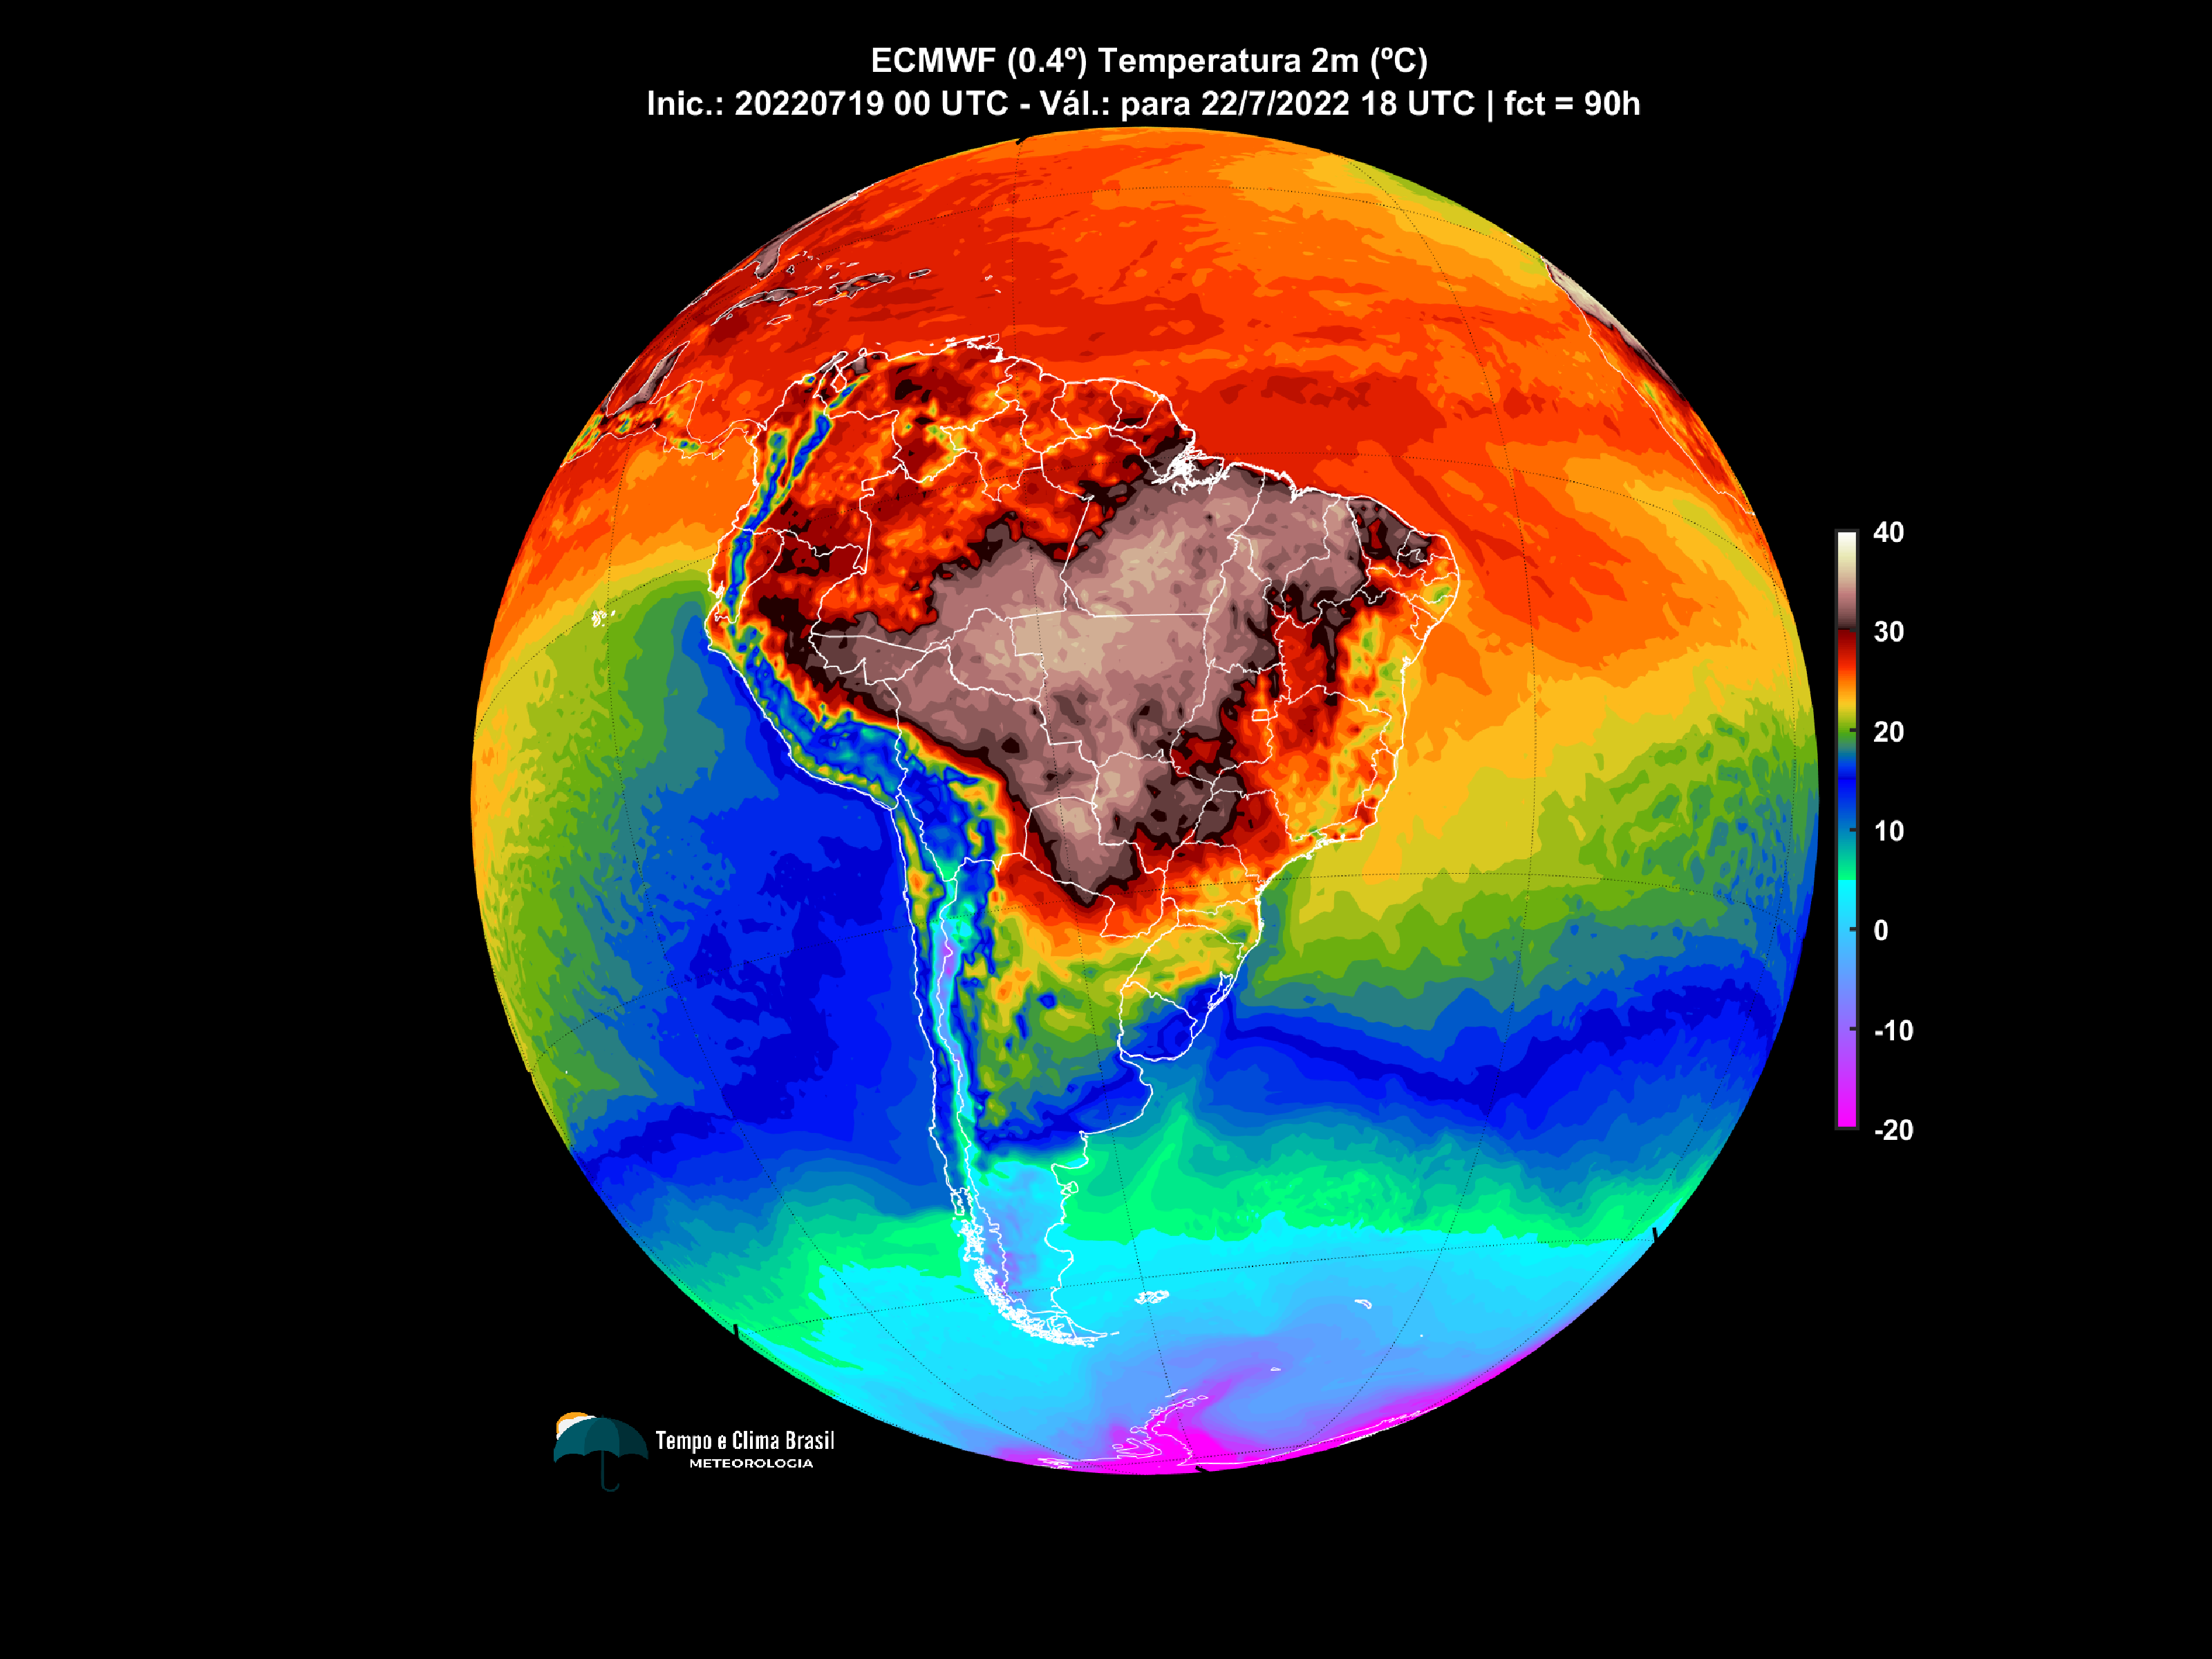 ECMWF (0.4º) Temperatura 2m (ºC)
Inic.: 20220719 00 UTC - Vál.: para 22/7/2022 18 UTC | fct = 90h
40
30
20
10
0
-10
-20
Tempo e Clima Brasil
METEOROLOGIA